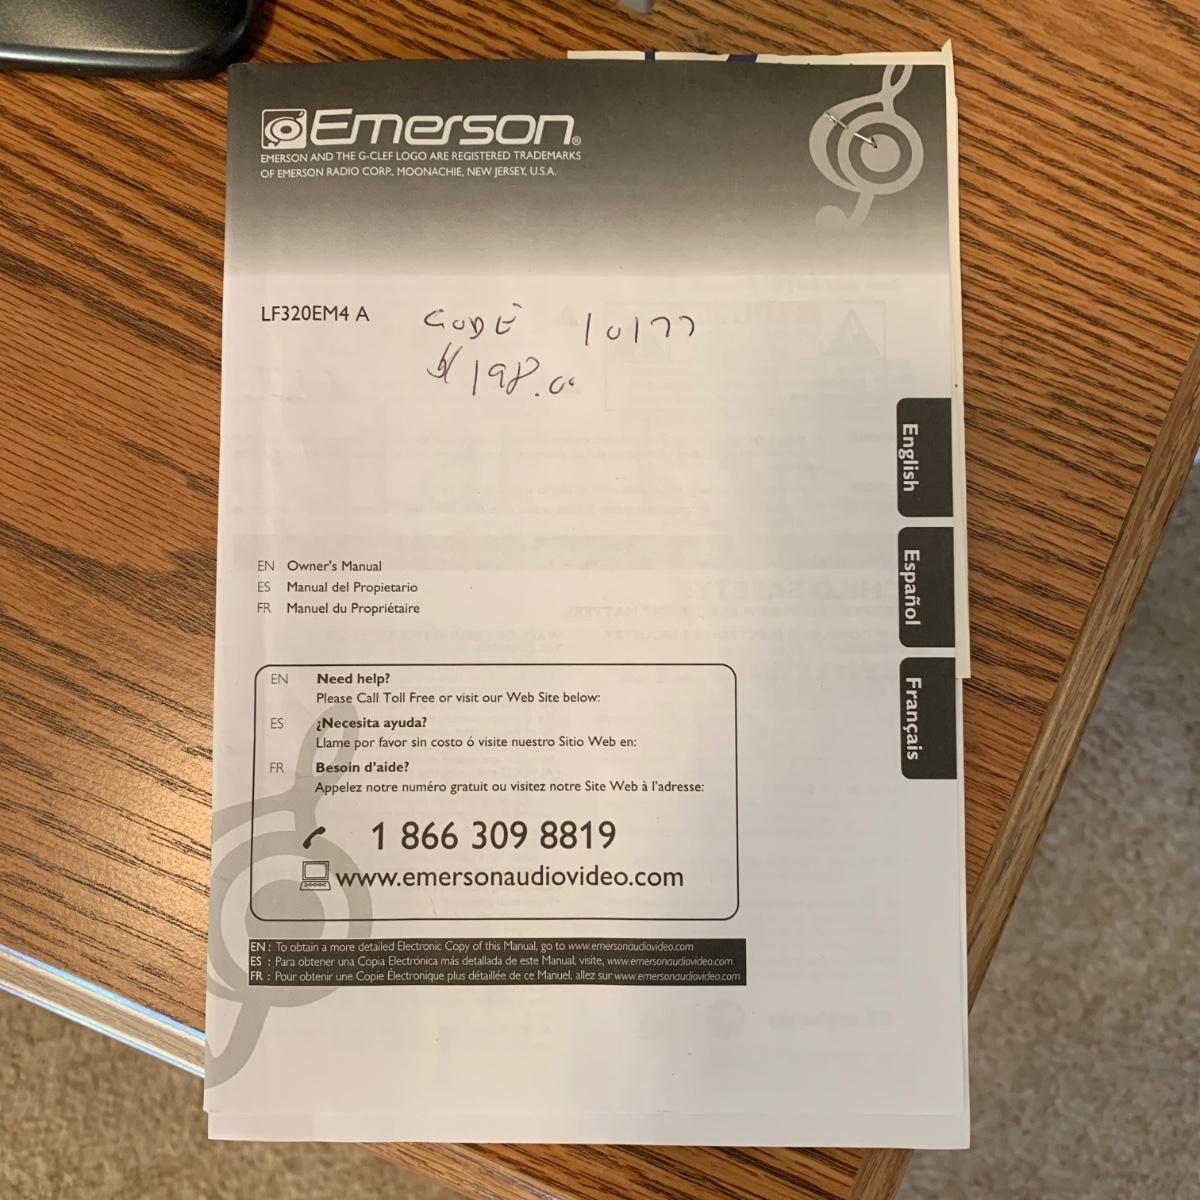 Emerson®
EMERSON AND THE G-CLEF LOGO ARE REGISTERED TRADEMARKS
OF EMERSON RADIO CORP., MOONACHIE, NEW JERSEY, U.S.A.
LF320EM4 A
CODE 10177
$198.00
English
Español
Français
EN Owner's Manual
ES Manual del Propietario
FR Manuel du Propriétaire
EN Need help?
Please Call Toll Free or visit our Web Site below:
ES ¿Necesita ayuda?
Llame por favor sin costo ó visite nuestro Sitio Web en:
FR Besoin d'aide?
Appelez notre numéro gratuit ou visitez notre Site Web à l'adresse:
1 866 309 8819
www.emersonaudiovideo.com
EN : To obtain a more detailed Electronic Copy of this Manual, go to www.emersonaudiovideo.com
ES : Para obtener una Copia Electrónica más detallada de este Manual, visite, www.emersonaudiovideo.com
FR : Pour obtenir une Copie Électronique plus détaillée de ce Manuel, allez sur www.emersonaudiovideo.com